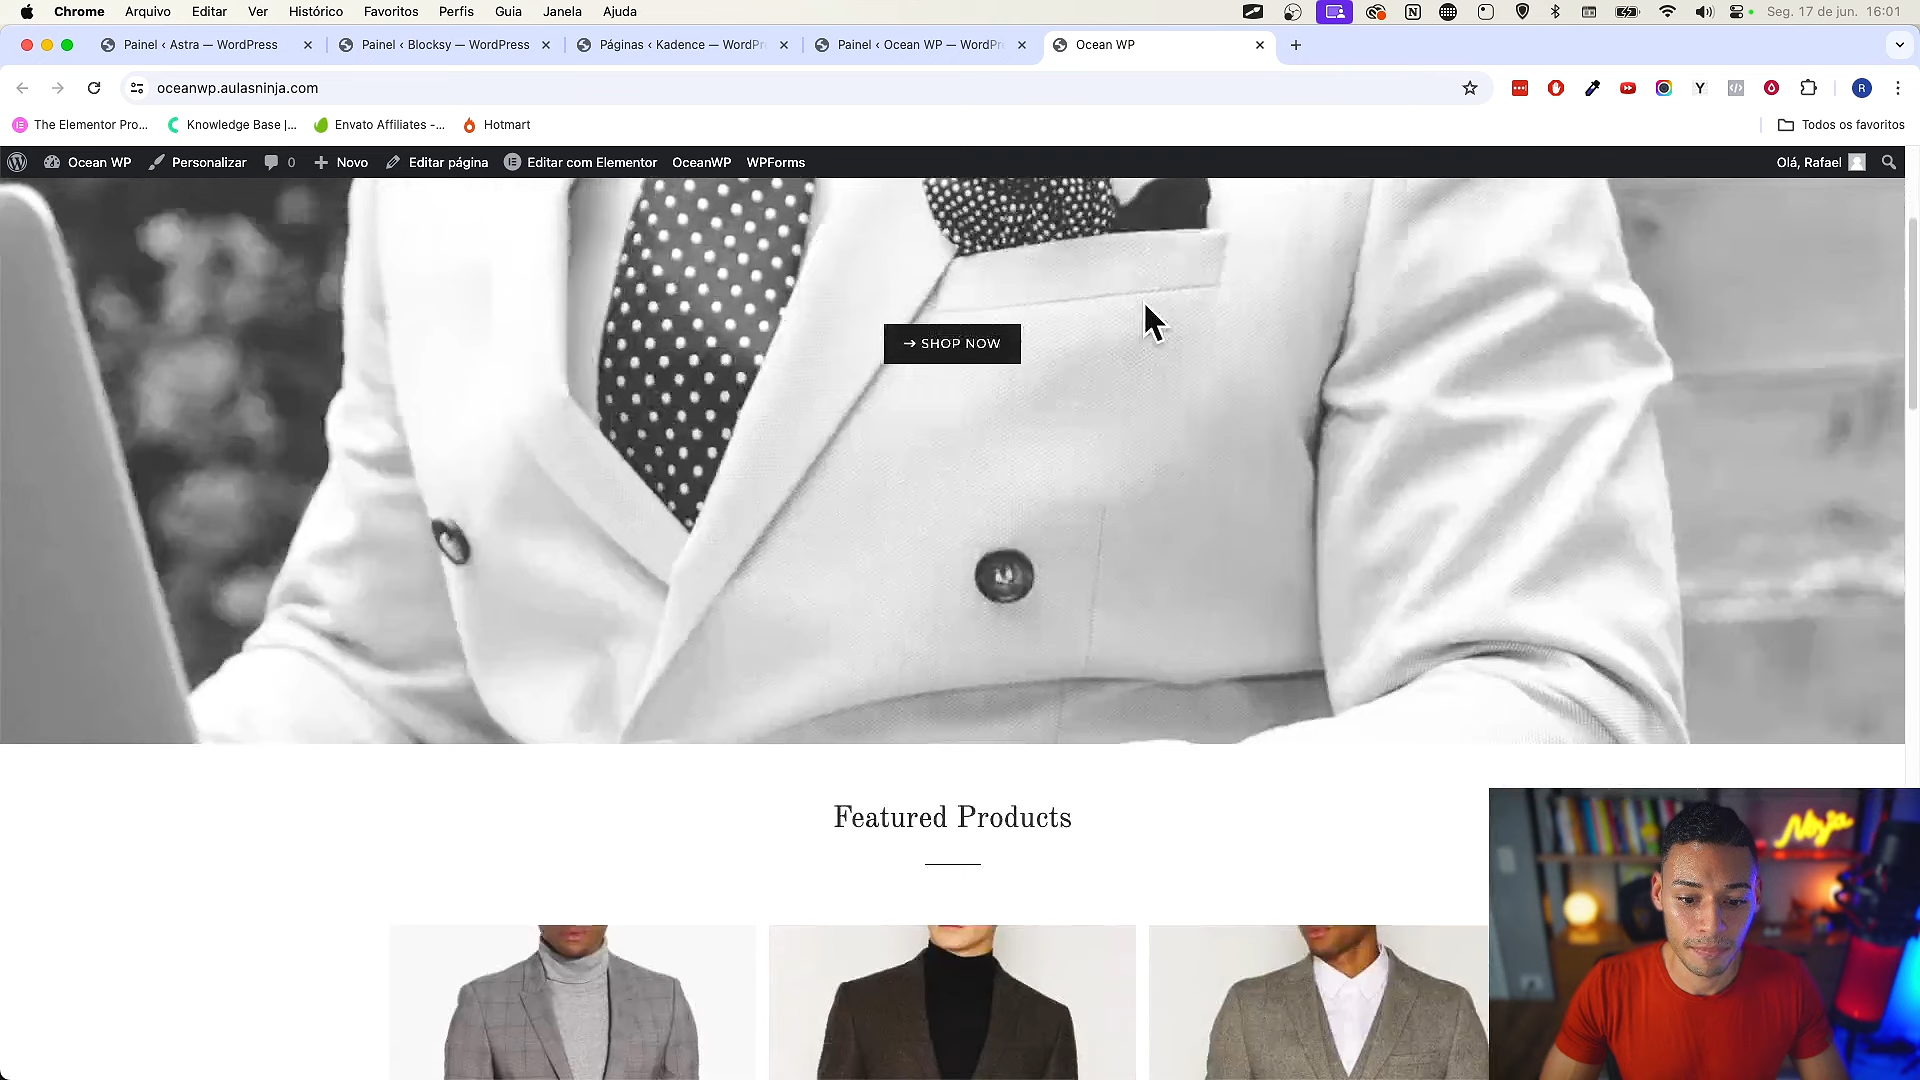 Chrome Arquivo Editar Ver Histórico Favoritos Perfis Guia Janela Ajuda Seg. 17 de jun. 16:01
Painel ‹ Astra — WordPress Painel ‹ Blocksy — WordPress Páginas ‹ Kadence — WordPr Painel ‹ Ocean WP — WordPr Ocean WP
oceanwp.aulasninja.com
The Elementor Pro... Knowledge Base |... Envato Affiliates -... Hotmart Todos os favoritos
Ocean WP Personalizar 0 Novo Editar página Editar com Elementor OceanWP WPForms Olá, Rafael
→ SHOP NOW
Featured Products
Ninja